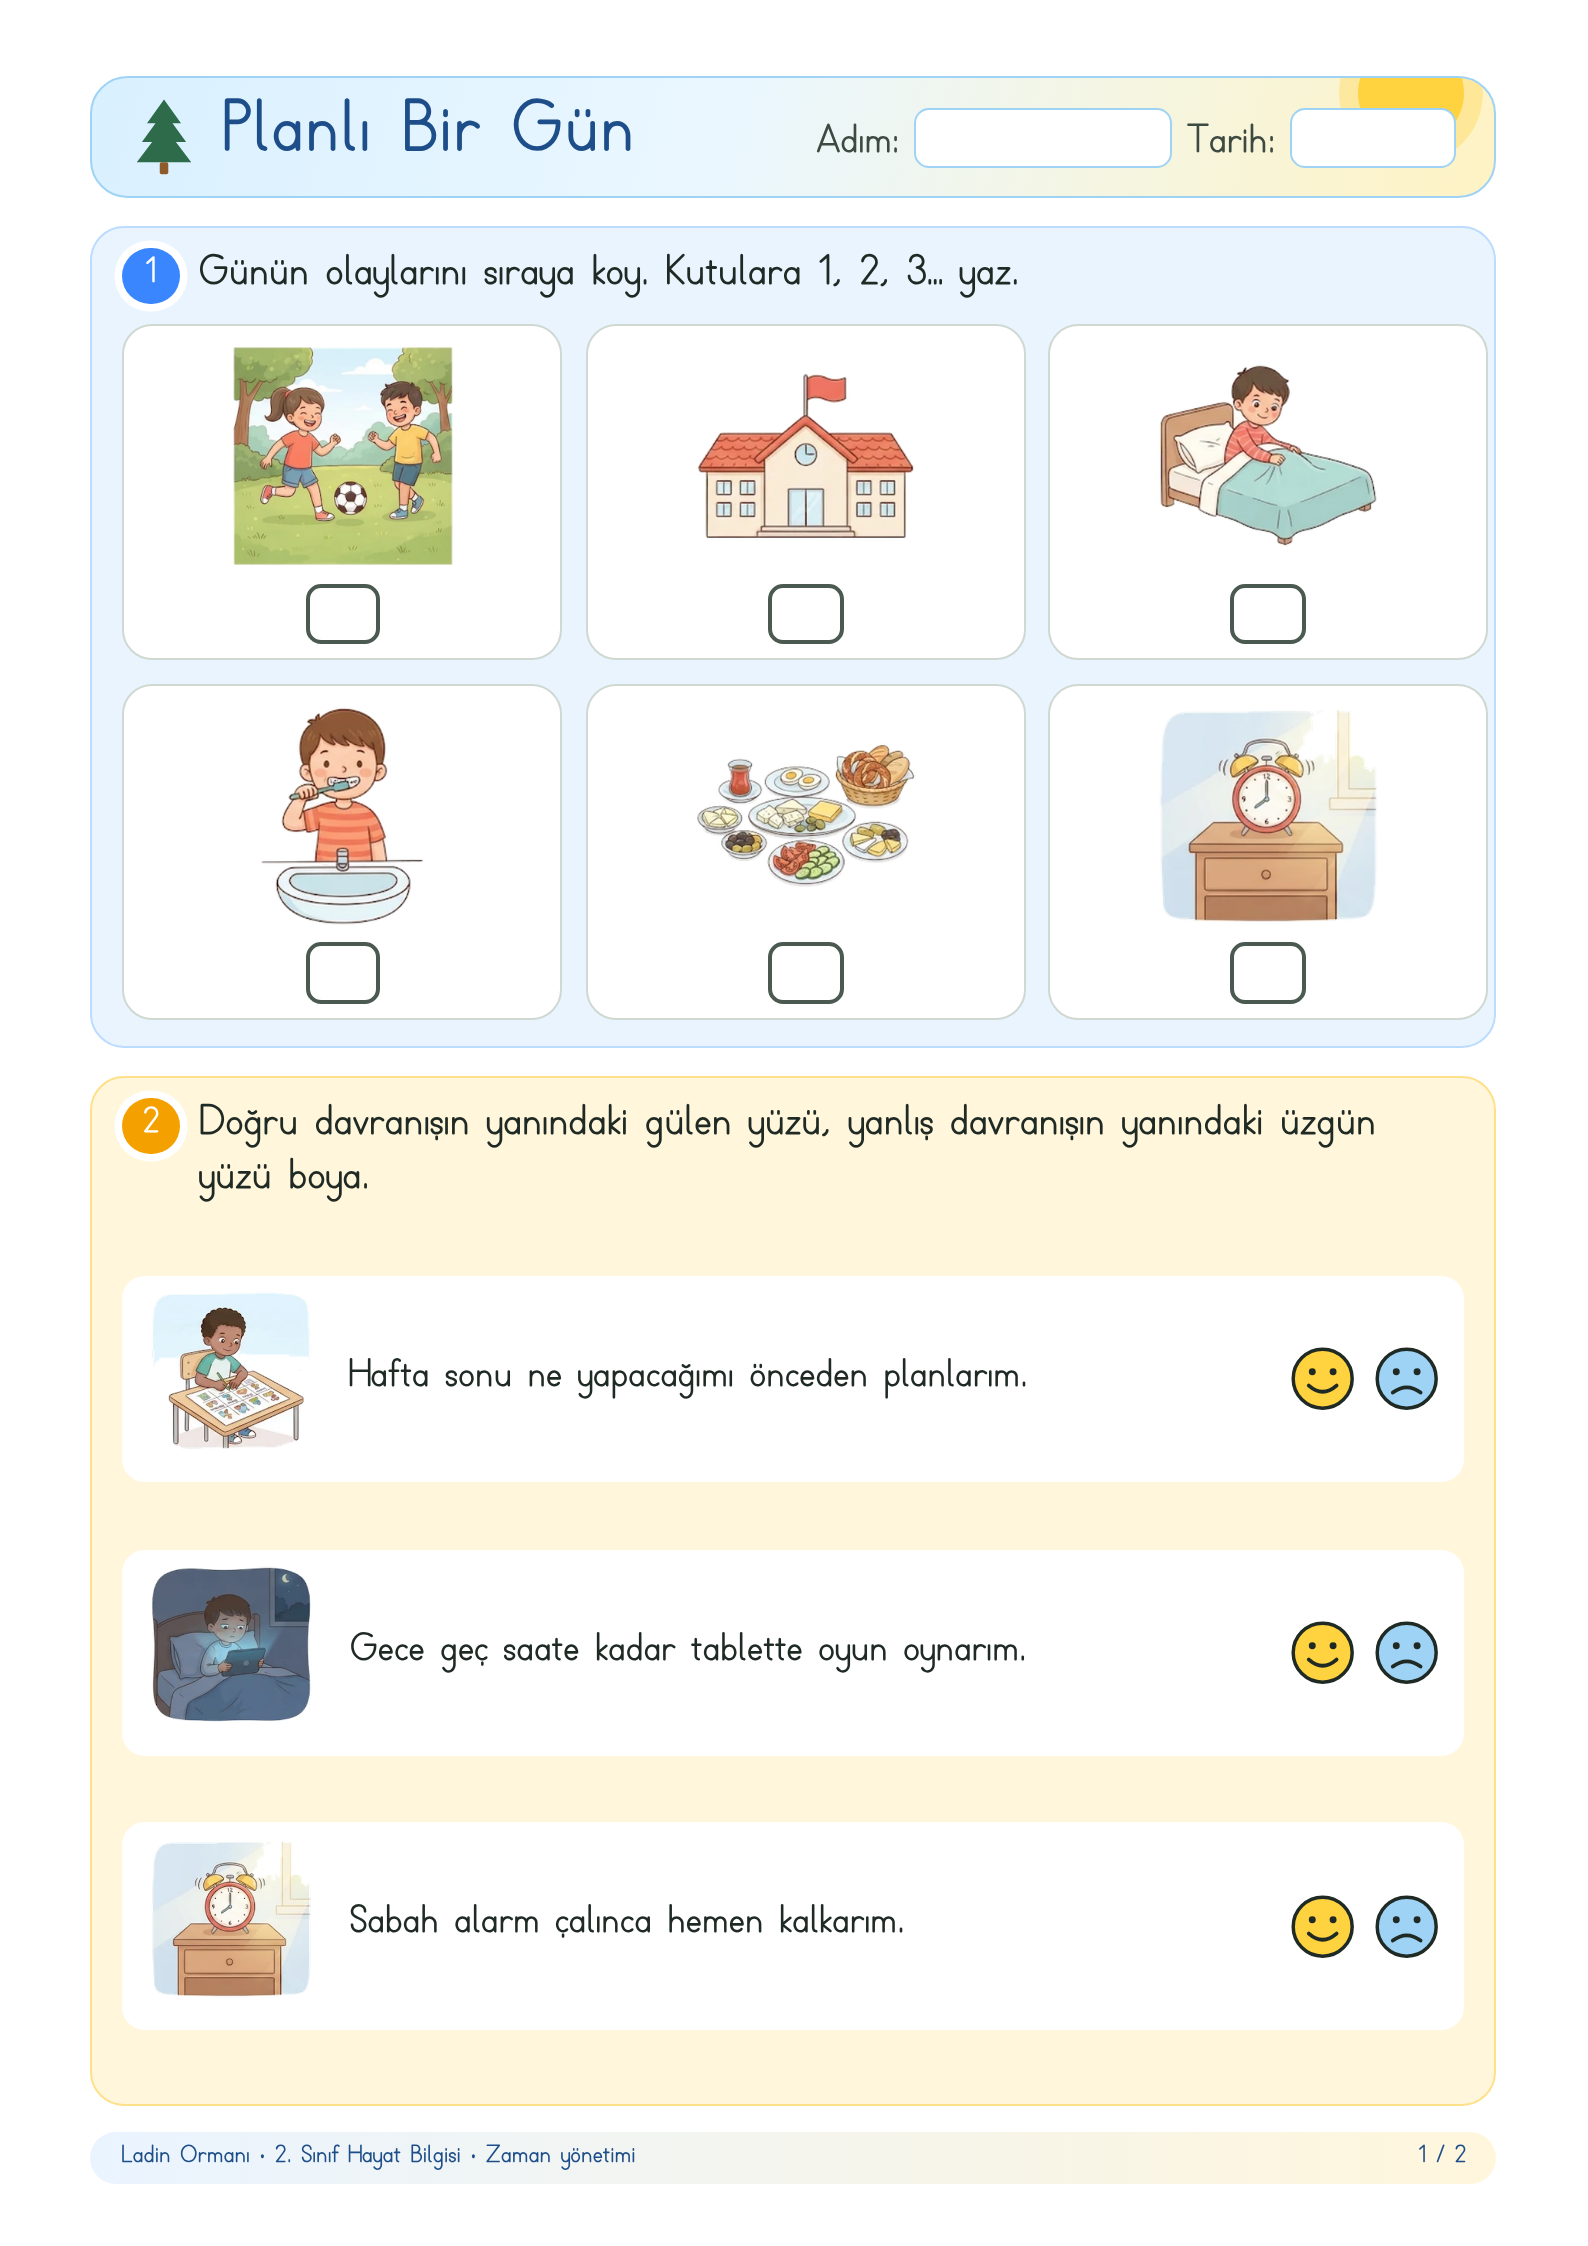 Planlı Bir Gün
Adım:
Tarih:
1 Günün olaylarını sıraya koy. Kutulara 1, 2, 3... yaz.
2 Doğru davranışın yanındaki gülen yüzü, yanlış davranışın yanındaki üzgün
yüzü boya.
Hafta sonu ne yapacağımı önceden planlarım.
Gece geç saate kadar tablette oyun oynarım.
Sabah alarm çalınca hemen kalkarım.
Ladin Ormanı • 2. Sınıf Hayat Bilgisi • Zaman yönetimi
1 / 2